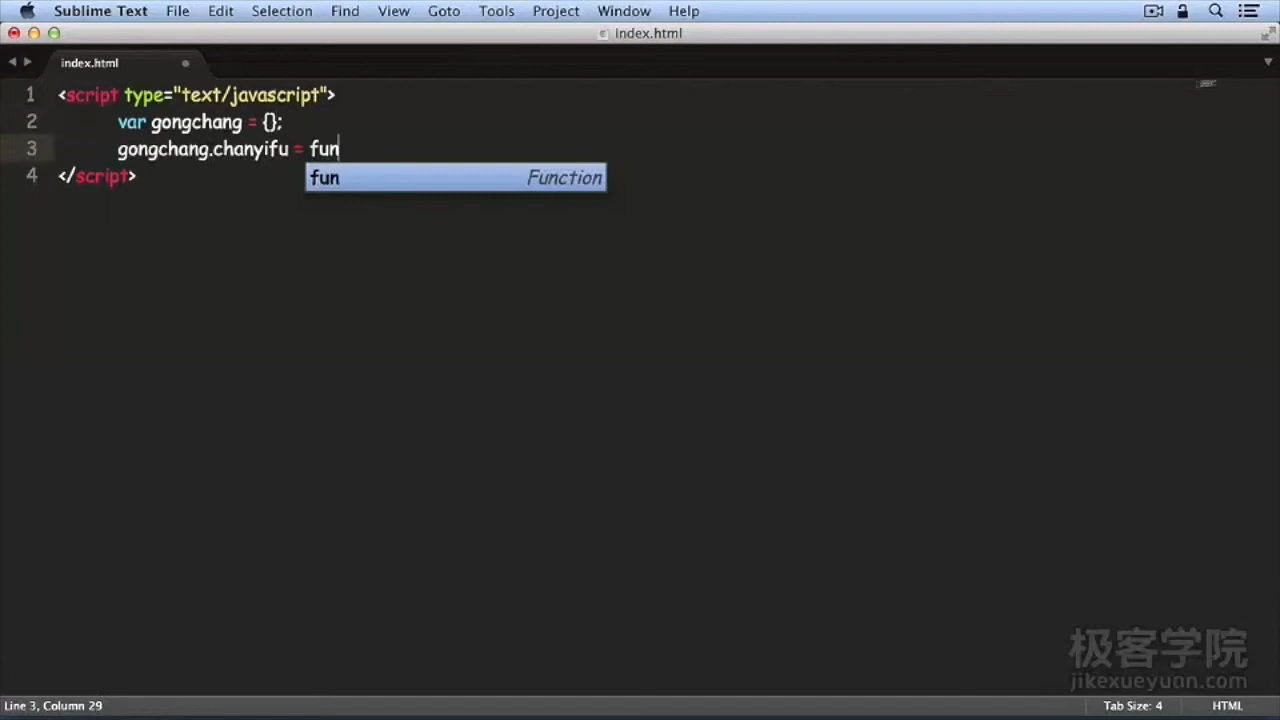 Sublime Text File Edit Selection Find View Goto Tools Project Window Help
index.html
index.html
1 <script type="text/javascript">
2 var gongchang = {};
3 gongchang.chanyifu = fun
fun Function
4 </script>
极客学院
jikexueyuan.com
Line 3, Column 29 Tab Size: 4 HTML